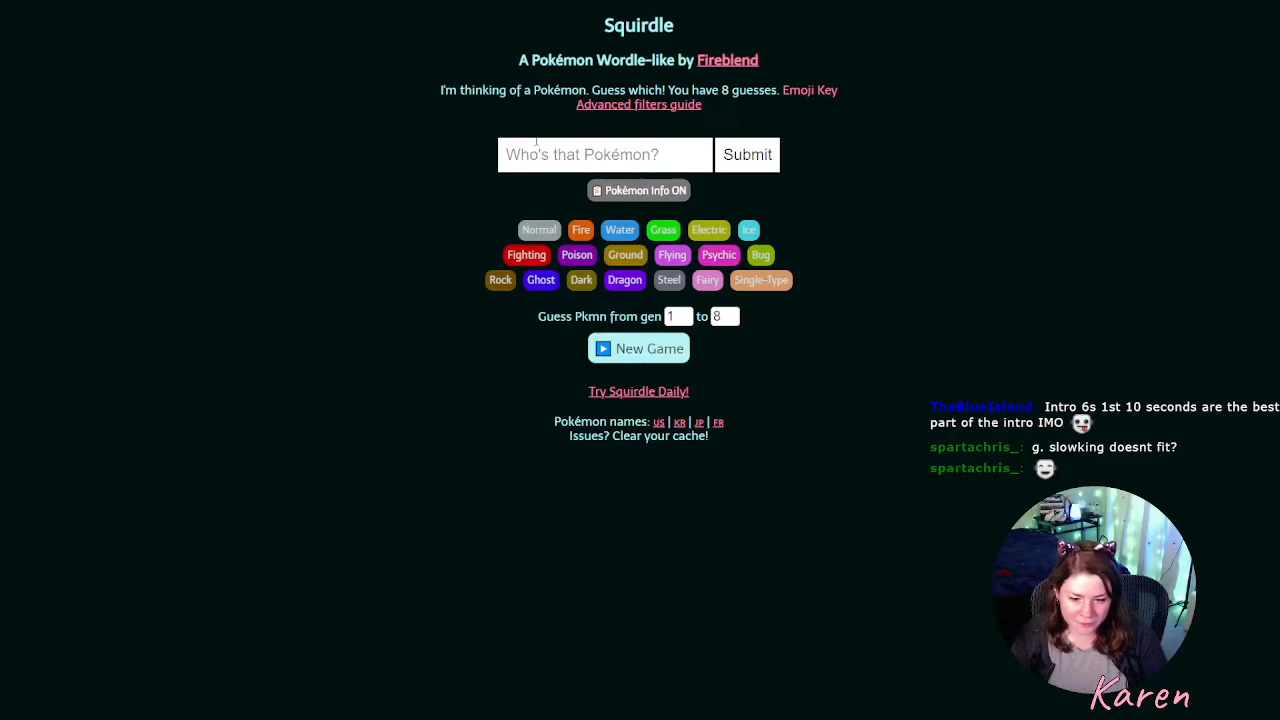 Squirdle
A Pokémon Wordle-like by Fireblend
I'm thinking of a Pokémon. Guess which! You have 8 guesses. Emoji Key
Advanced filters guide
Who's that Pokémon? Submit
Pokémon Info ON
Normal Fire Water Grass Electric Ice
Fighting Poison Ground Flying Psychic Bug
Rock Ghost Dark Dragon Steel Fairy Single-Type
Guess Pkmn from gen 1 to 8
New Game
Try Squirdle Daily!
Pokémon names: US | KR | JP | FR
Issues? Clear your cache!
TheBlueIsland: Intro 6s 1st 10 seconds are the best
part of the intro IMO
spartachris_: g. slowking doesnt fit?
spartachris_:
Karen